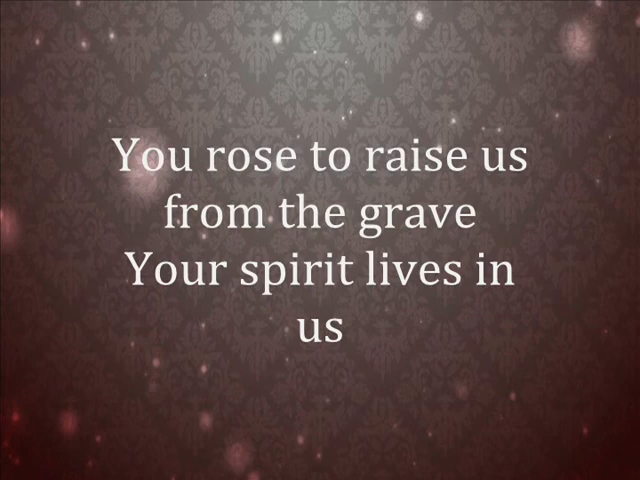 You rose to raise us
from the grave
Your spirit lives in
us